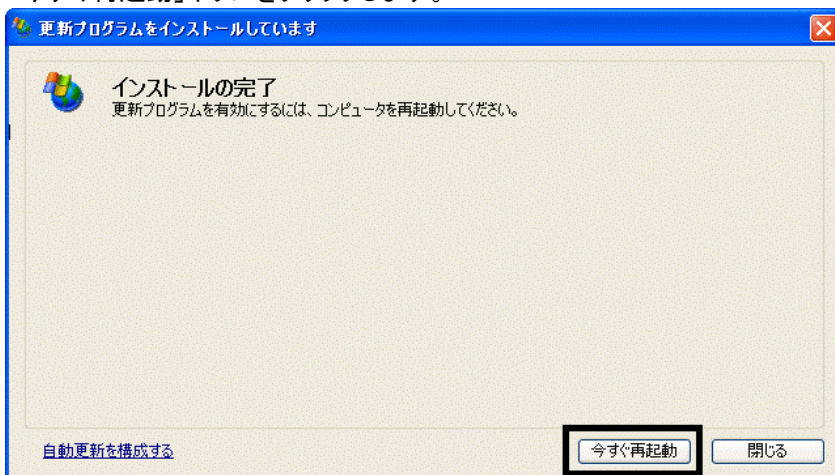 更新プログラムをインストールしています
インストールの完了
更新プログラムを有効にするには、コンピュータを再起動してください。
自動更新を構成する
今すぐ再起動
閉じる